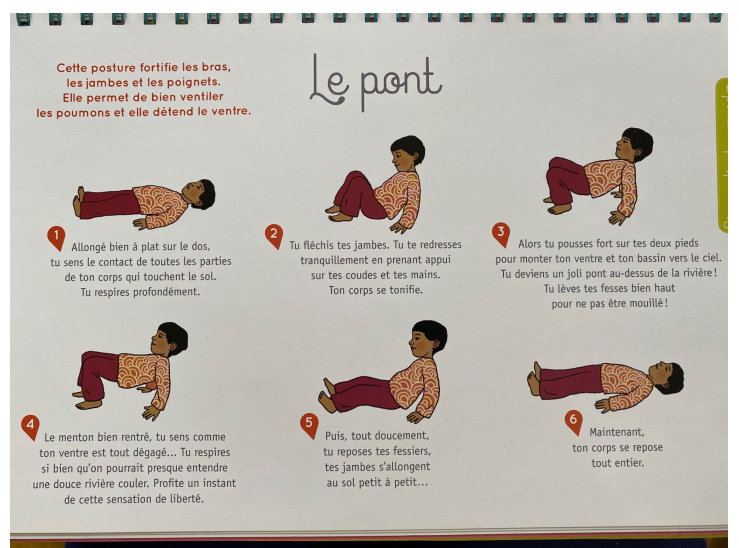 Cette posture fortifie les bras,
les jambes et les poignets.
Elle permet de bien ventiler
les poumons et elle détend le ventre.
Le pont
1
Allongé bien à plat sur le dos,
tu sens le contact de toutes les parties
de ton corps qui touchent le sol.
Tu respires profondément.
2
Tu fléchis tes jambes. Tu te redresses
tranquillement en prenant appui
sur tes coudes et tes mains.
Ton corps se tonifie.
3
Alors tu pousses fort sur tes deux pieds
pour monter ton ventre et ton bassin vers le ciel.
Tu deviens un joli pont au-dessus de la rivière !
Tu lèves tes fesses bien haut
pour ne pas être mouillé !
4
Le menton bien rentré, tu sens comme
ton ventre est tout dégagé... Tu respires
si bien qu'on pourrait presque entendre
une douce rivière couler. Profite un instant
de cette sensation de liberté.
5
Puis, tout doucement,
tu reposes tes fessiers,
tes jambes s'allongent
au sol petit à petit...
6
Maintenant,
ton corps se repose
tout entier.